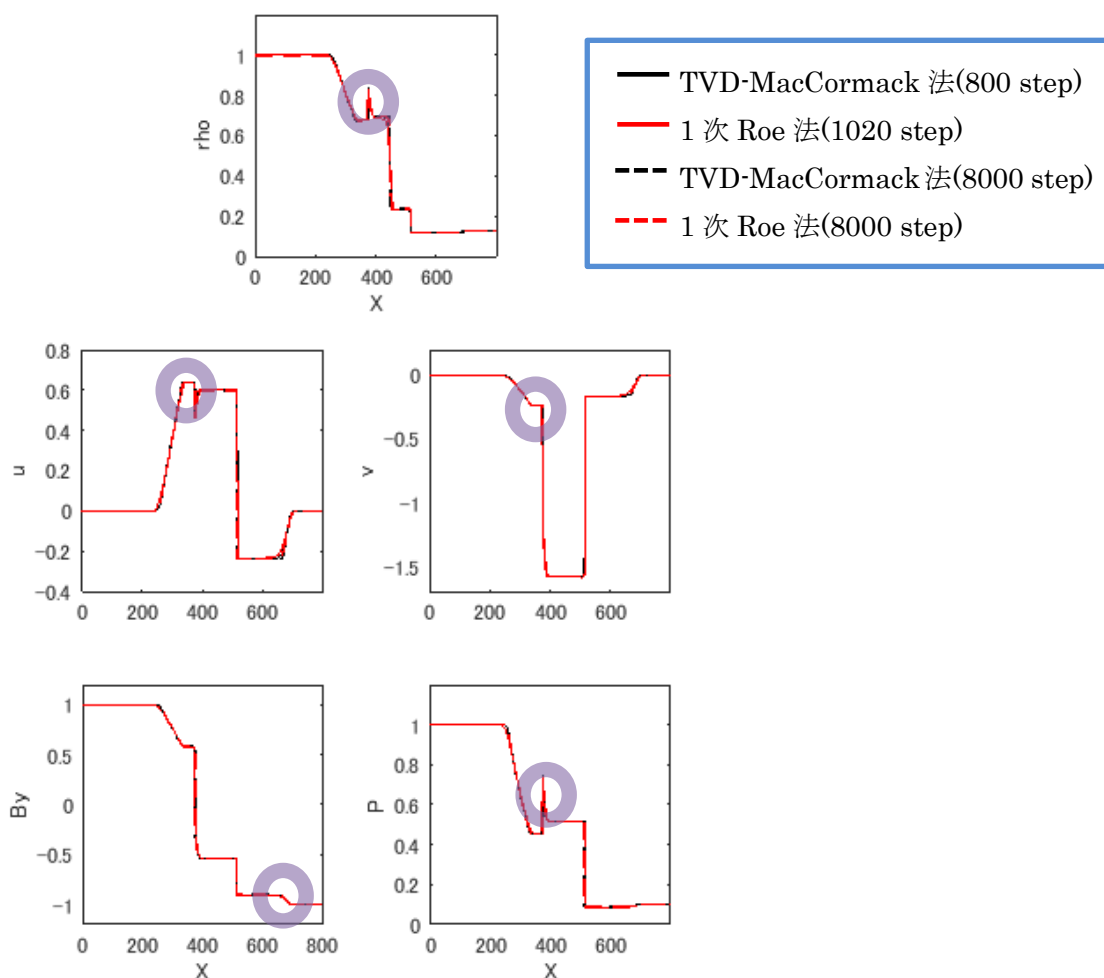 TVD-MacCormack 法(800 step)
1 次 Roe 法(1020 step)
TVD-MacCormack 法(8000 step)
1 次 Roe 法(8000 step)
rho
1
0.8
0.6
0.4
0.2
0
0 200 400 600
X
u
0.8
0.6
0.4
0.2
0
−0.2
−0.4
0 200 400 600
v
0
−0.5
−1
−1.5
0 200 400 600
By
1
0.5
0
−0.5
−1
0 200 400 600 800
X
P
1
0.8
0.6
0.4
0.2
0
0 200 400 600
X